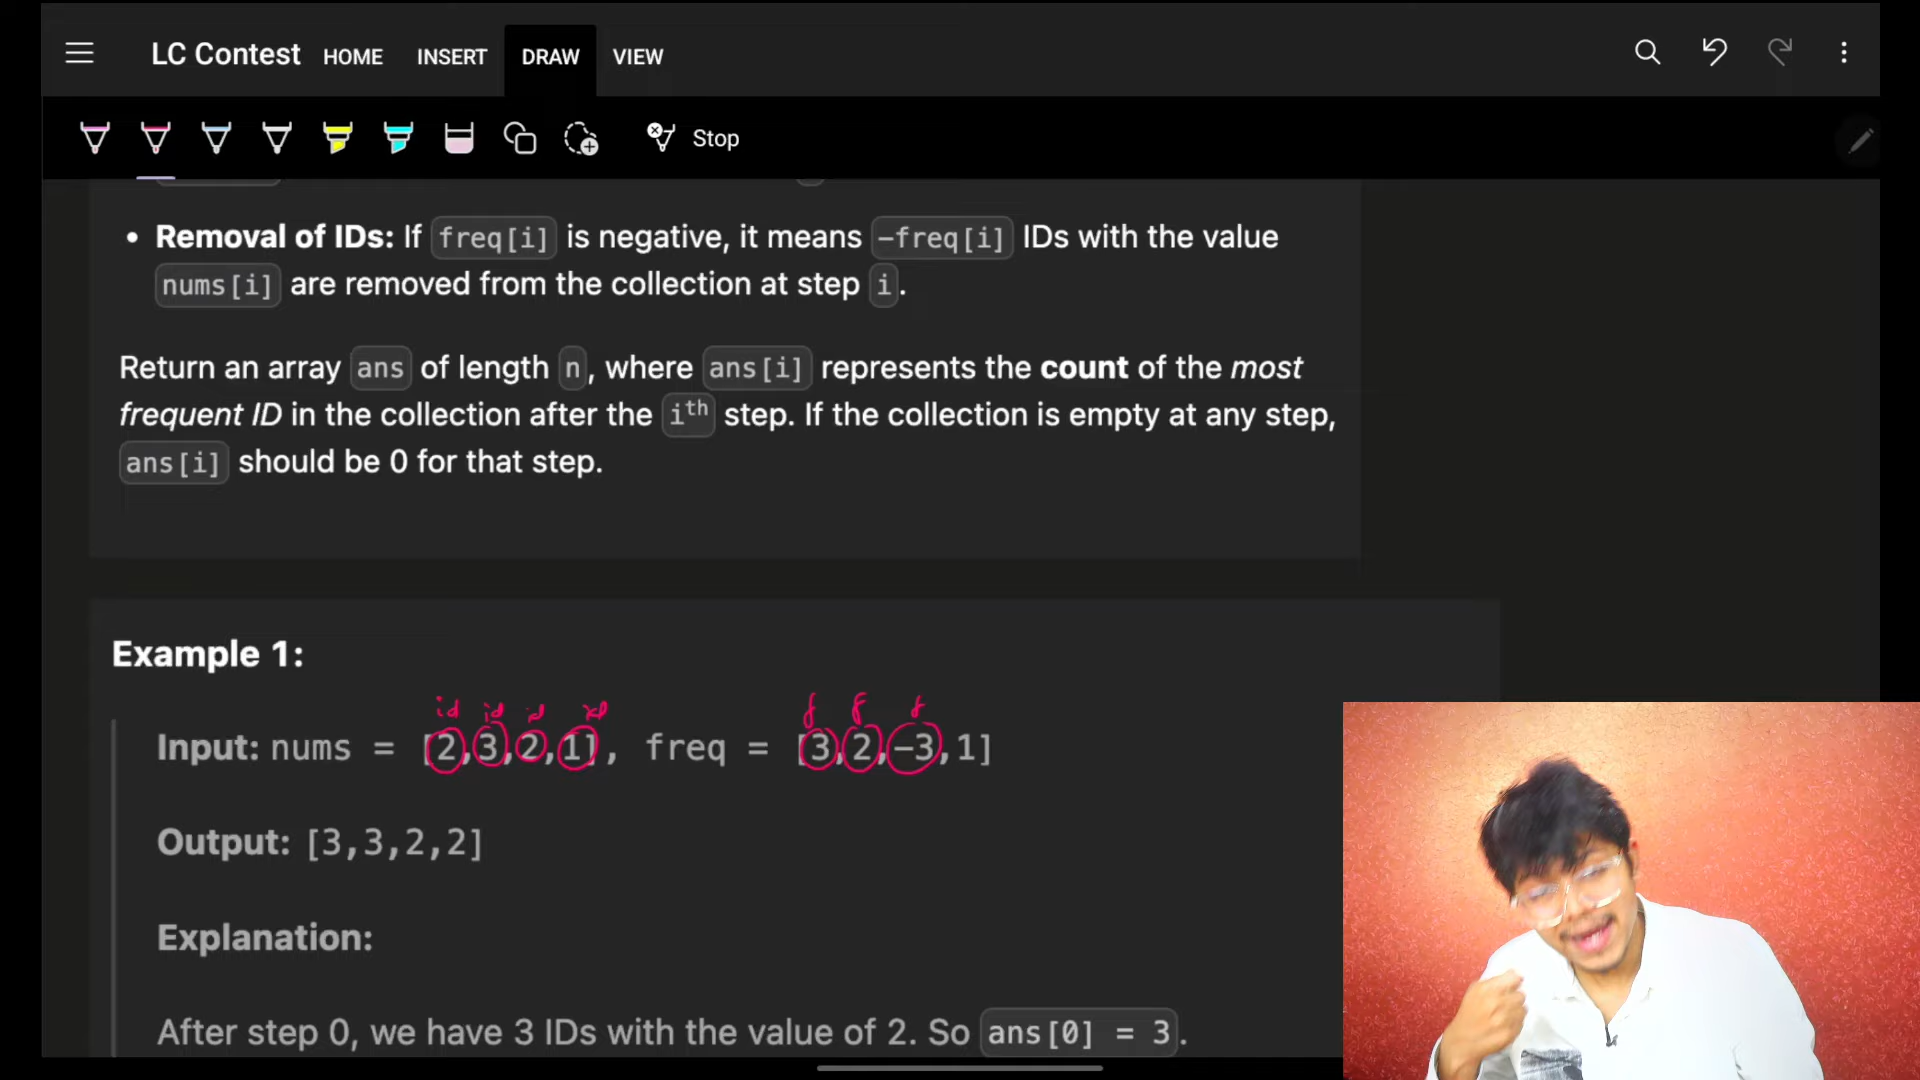 LC Contest HOME INSERT DRAW VIEW
Stop
• Removal of IDs: If freq[i] is negative, it means -freq[i] IDs with the value
nums[i] are removed from the collection at step i.
Return an array ans of length n, where ans[i] represents the count of the most
frequent ID in the collection after the iᵗʰ step. If the collection is empty at any step,
ans[i] should be 0 for that step.
Example 1:
id id id id f f f
Input: nums = [2,3,2,1], freq = [3,2,-3,1]
Output: [3,3,2,2]
Explanation:
After step 0, we have 3 IDs with the value of 2. So ans[0] = 3.